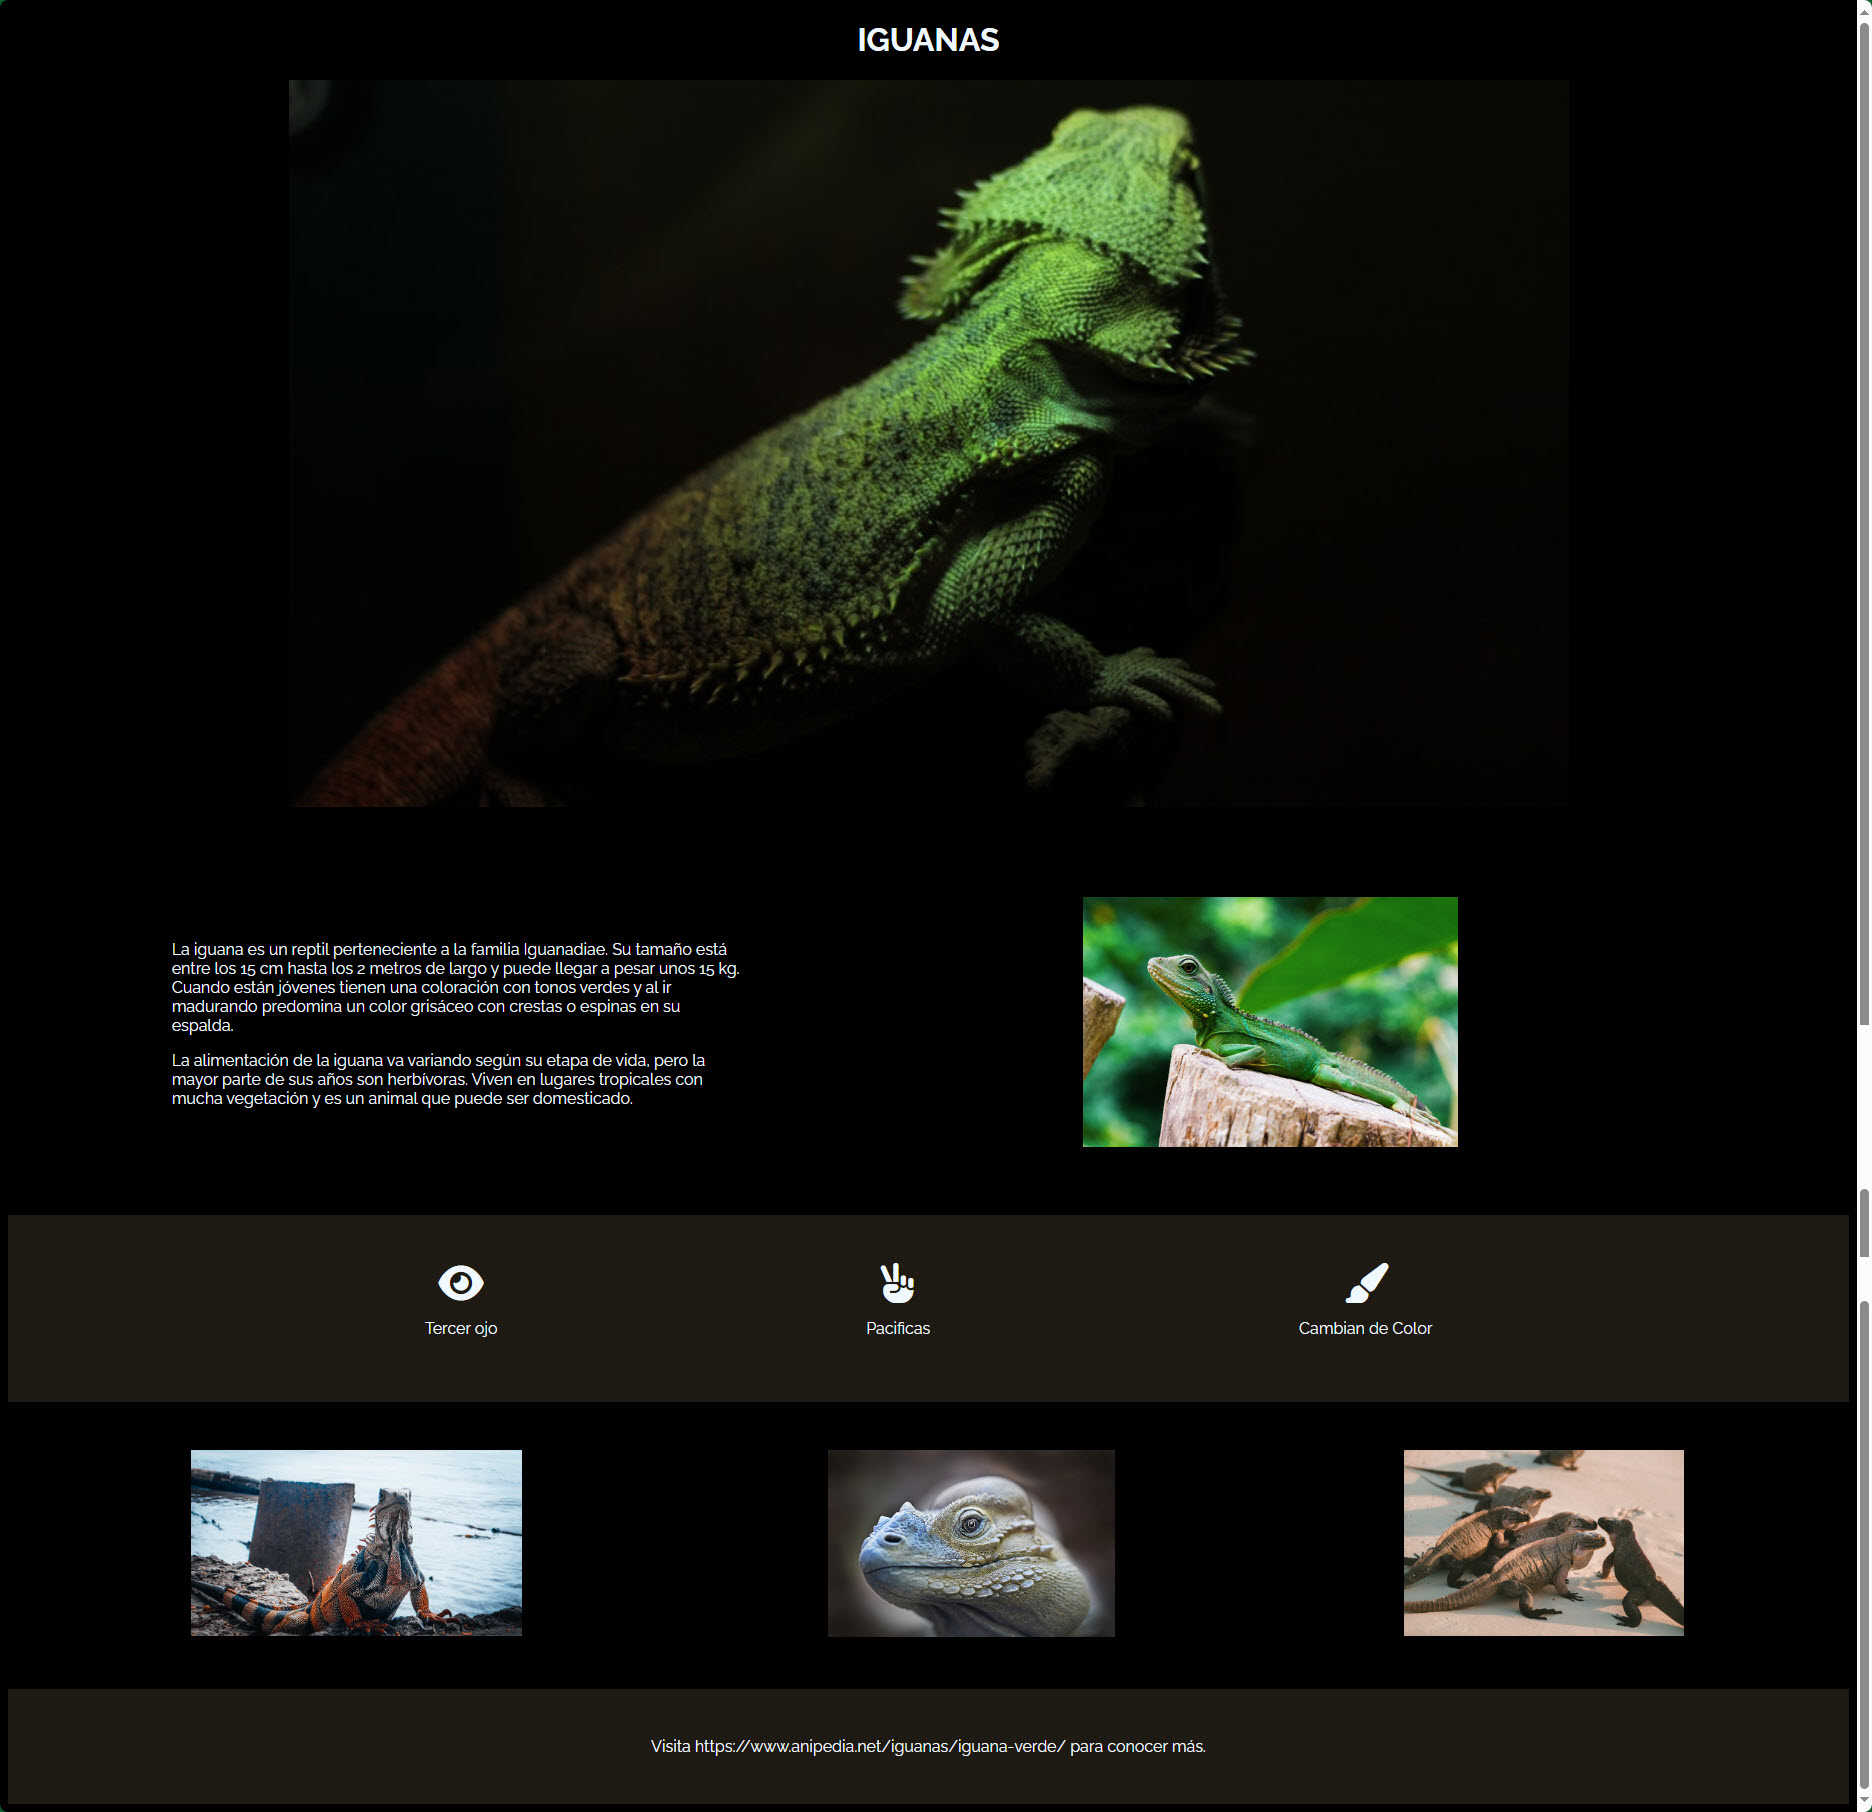 IGUANAS
La iguana es un reptil perteneciente a la familia Iguanadiae. Su tamaño está
entre los 15 cm hasta los 2 metros de largo y puede llegar a pesar unos 15 kg.
Cuando están jóvenes tienen una coloración con tonos verdes y al ir
madurando predomina un color grisáceo con crestas o espinas en su
espalda.
La alimentación de la iguana va variando según su etapa de vida, pero la
mayor parte de sus años son herbívoras. Viven en lugares tropicales con
mucha vegetación y es un animal que puede ser domesticado.
Tercer ojo
Pacificas
Cambian de Color
Visita https://www.anipedia.net/iguanas/iguana-verde/ para conocer más.